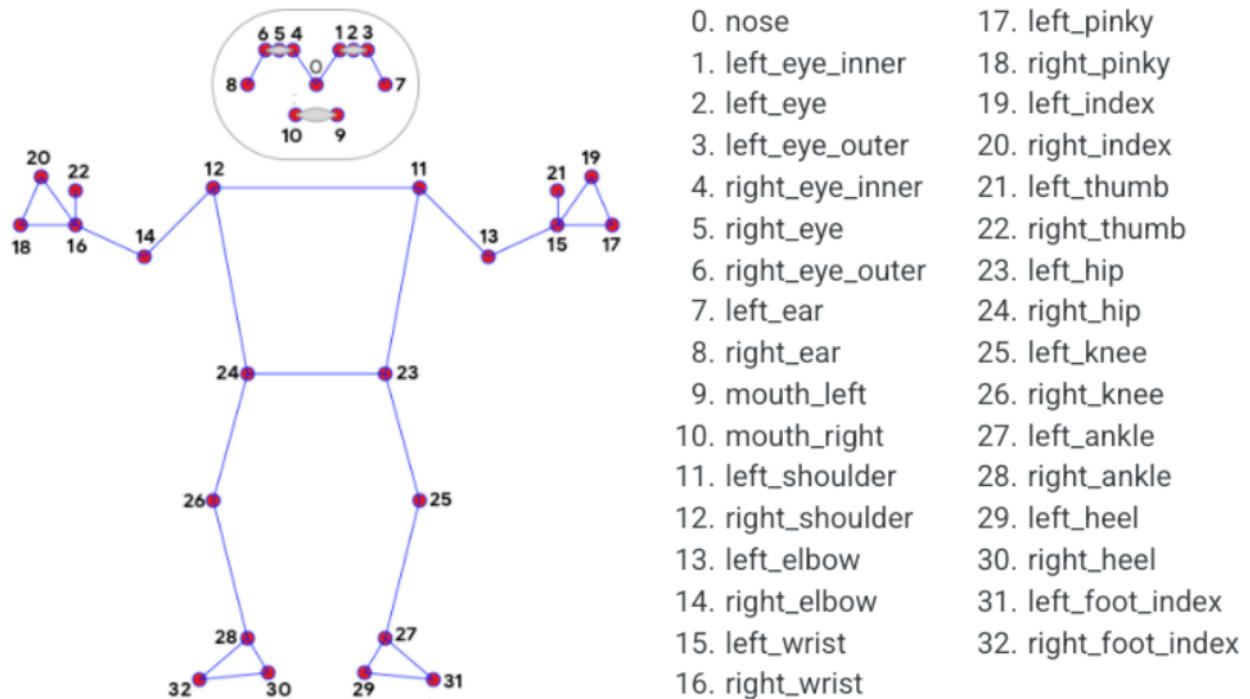 6 5 4 1 2 3
0
8 7
10 9
20 22 12 11 21 19
18 16 14 13 15 17
24 23
26 25
28 27
32 30 29 31
0. nose
1. left_eye_inner
2. left_eye
3. left_eye_outer
4. right_eye_inner
5. right_eye
6. right_eye_outer
7. left_ear
8. right_ear
9. mouth_left
10. mouth_right
11. left_shoulder
12. right_shoulder
13. left_elbow
14. right_elbow
15. left_wrist
16. right_wrist
17. left_pinky
18. right_pinky
19. left_index
20. right_index
21. left_thumb
22. right_thumb
23. left_hip
24. right_hip
25. left_knee
26. right_knee
27. left_ankle
28. right_ankle
29. left_heel
30. right_heel
31. left_foot_index
32. right_foot_index